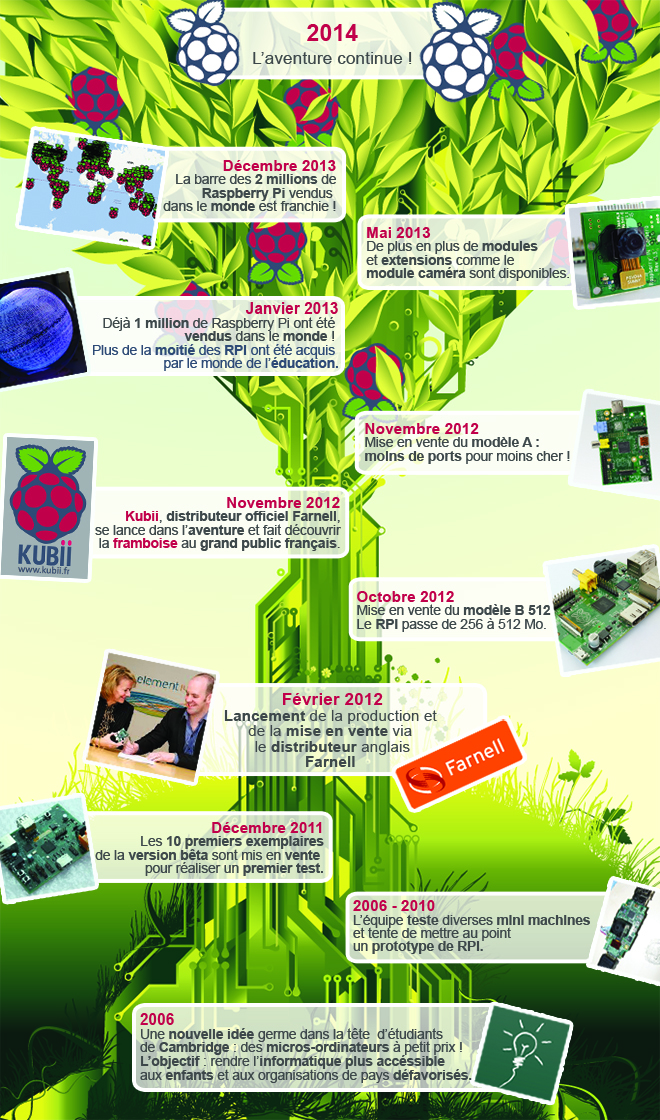 2014
L'aventure continue !
Décembre 2013
La barre des 2 millions de
Raspberry Pi vendus
dans le monde est franchie !
Mai 2013
De plus en plus de modules
et extensions comme le
module caméra sont disponibles.
Janvier 2013
Déjà 1 million de Raspberry Pi ont été
vendus dans le monde !
Plus de la moitié des RPI ont été acquis
par le monde de l'éducation.
Novembre 2012
Mise en vente du modèle A :
moins de ports pour moins cher !
KUBii
www.kubii.fr
Novembre 2012
Kubii, distributeur officiel Farnell,
se lance dans l'aventure et fait découvrir
la framboise au grand public français.
Octobre 2012
Mise en vente du modèle B 512
Le RPI passe de 256 à 512 Mo.
element
Février 2012
Lancement de la production et
de la mise en vente via
le distributeur anglais
Farnell
Farnell
Décembre 2011
Les 10 premiers exemplaires
de la version bêta sont mis en vente
pour réaliser un premier test.
2006 - 2010
L'équipe teste diverses mini machines
et tente de mettre au point
un prototype de RPI.
2006
Une nouvelle idée germe dans la tête d'étudiants
de Cambridge : des micros-ordinateurs à petit prix !
L'objectif : rendre l'informatique plus accessible
aux enfants et aux organisations de pays défavorisés.